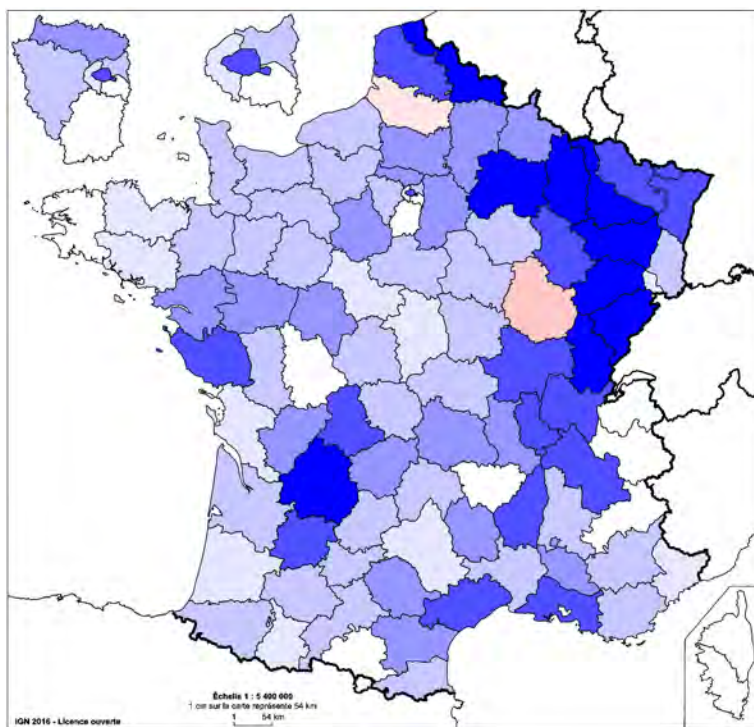 Échelle 1 : 5 400 000
1 cm sur la carte représente 54 km
1 54 km
IGN 2016 - Licence ouverte